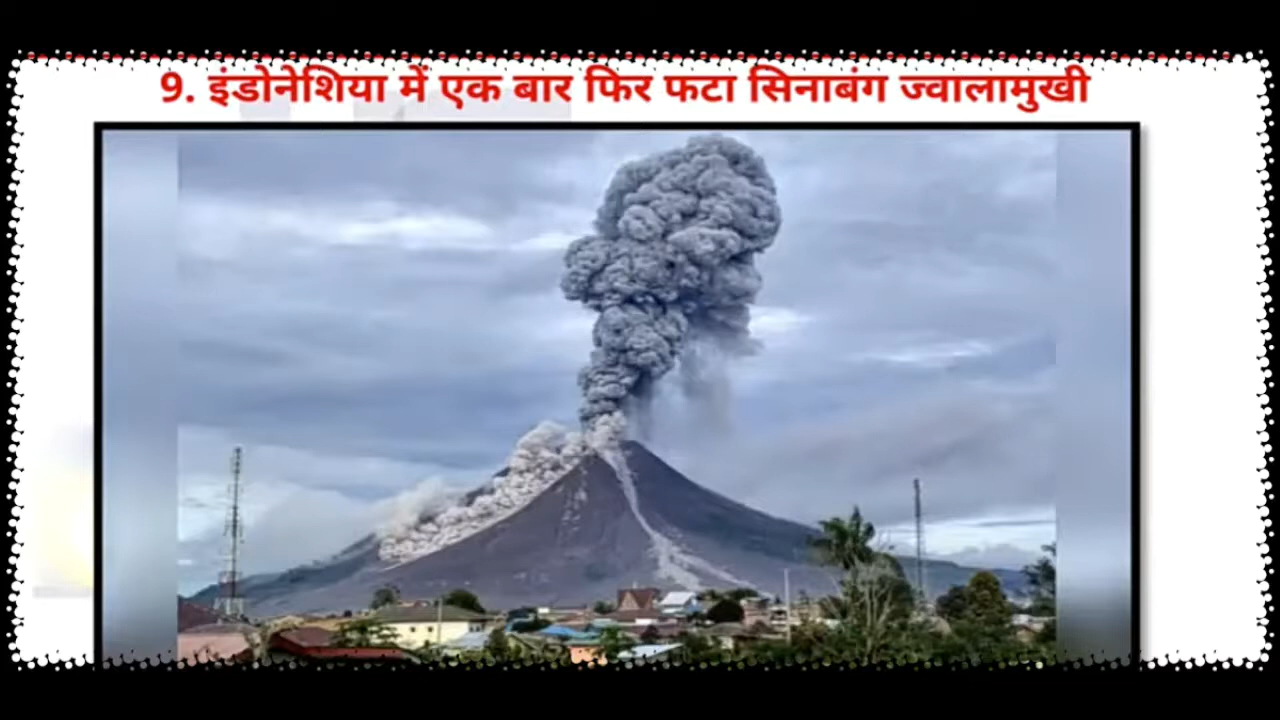 9. इंडोनेशिया में एक बार फिर फटा सिनाबंग ज्वालामुखी